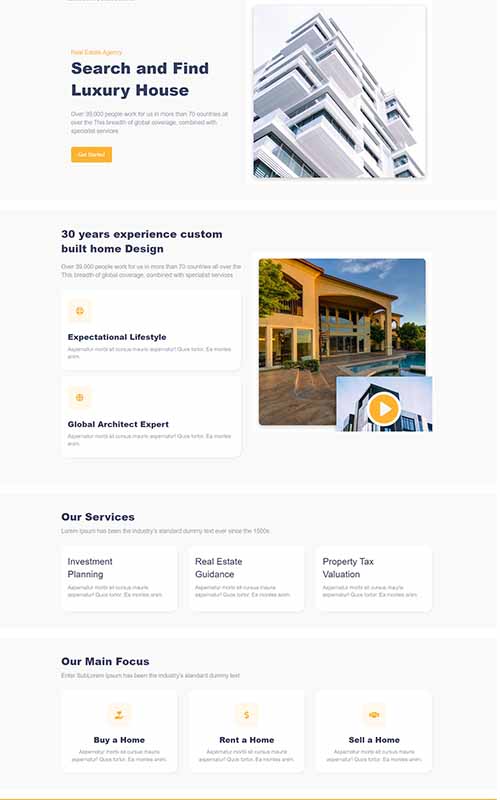 Real Estate Agency
Search and Find
Luxury House
Over 39,000 people work for us in more than 70 countries all
over the This breadth of global coverage, combined with
specialist services
Get Started
30 years experience custom
built home Design
Over 39,000 people work for us in more than 70 countries all over the
This breadth of global coverage, combined with specialist services
Expectational Lifestyle
Aspernatur morbi sit cursus mauris aspernatur! Quos tortor. Ea montes
anim.
Global Architect Expert
Aspernatur morbi sit cursus mauris aspernatur! Quos tortor. Ea montes
anim.
Our Services
Lorem Ipsum has been the industry's standard dummy text ever since the 1500s.
Investment
Planning
Aspernatur morbi sit cursus mauris
aspernatur! Quos tortor. Ea montes anim.
Real Estate
Guidance
Aspernatur morbi sit cursus mauris
aspernatur! Quos tortor. Ea montes anim.
Property Tax
Valuation
Aspernatur morbi sit cursus mauris
aspernatur! Quos tortor. Ea montes anim.
Our Main Focus
Enter SubLorem Ipsum has been the industry's standard dummy text
Buy a Home
Aspernatur morbi sit cursus mauris
aspernatur! Quos tortor. Ea montes anim.
Rent a Home
Aspernatur morbi sit cursus mauris
aspernatur! Quos tortor. Ea montes anim.
Sell a Home
Aspernatur morbi sit cursus mauris
aspernatur! Quos tortor. Ea montes anim.